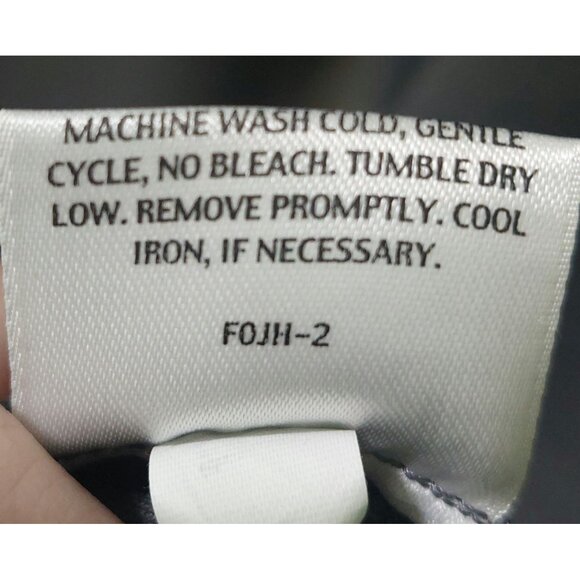 MACHINE WASH COLD, GENTLE
CYCLE, NO BLEACH. TUMBLE DRY
LOW. REMOVE PROMPTLY. COOL
IRON, IF NECESSARY.
F0JH-2